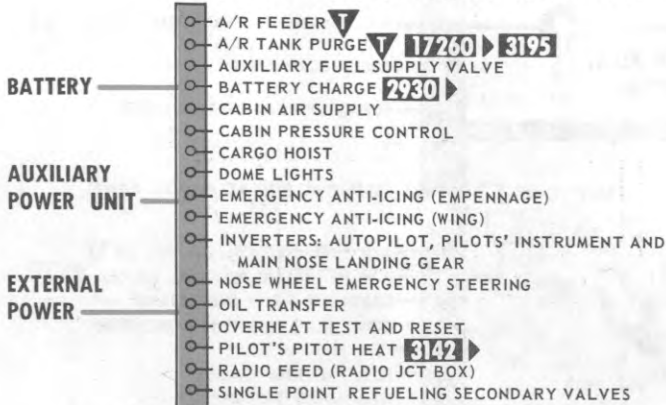 A/R FEEDER T
A/R TANK PURGE T 17260 3195
AUXILIARY FUEL SUPPLY VALVE
BATTERY
BATTERY CHARGE 2930
CABIN AIR SUPPLY
CABIN PRESSURE CONTROL
CARGO HOIST
AUXILIARY
POWER UNIT
DOME LIGHTS
EMERGENCY ANTI-ICING (EMPENNAGE)
EMERGENCY ANTI-ICING (WING)
INVERTERS: AUTOPILOT, PILOTS' INSTRUMENT AND
MAIN NOSE LANDING GEAR
EXTERNAL
POWER
NOSE WHEEL EMERGENCY STEERING
OIL TRANSFER
OVERHEAT TEST AND RESET
PILOT'S PITOT HEAT 3142
RADIO FEED (RADIO JCT BOX)
SINGLE POINT REFUELING SECONDARY VALVES